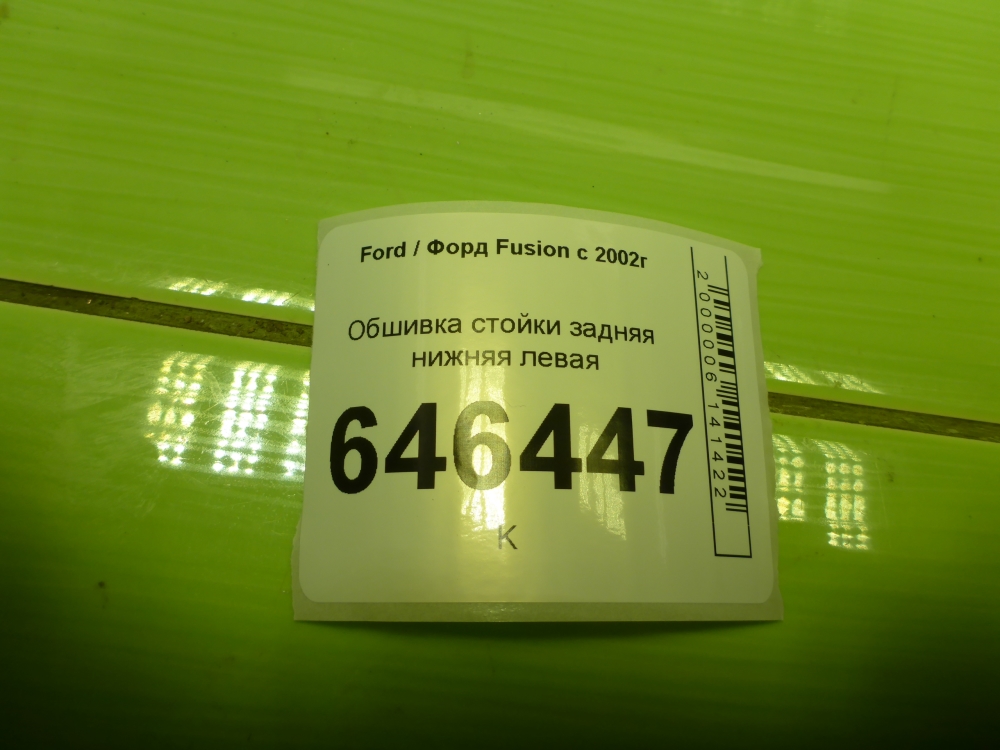 Ford / Форд Fusion с 2002г
Обшивка стойки задняя
нижняя левая
646447
К
2000006141422